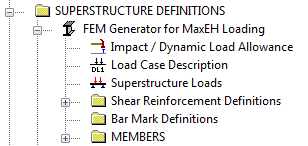 SUPERSTRUCTURE DEFINITIONS
FEM Generator for MaxEH Loading
Impact / Dynamic Load Allowance
DL1 Load Case Description
Superstructure Loads
Shear Reinforcement Definitions
Bar Mark Definitions
MEMBERS